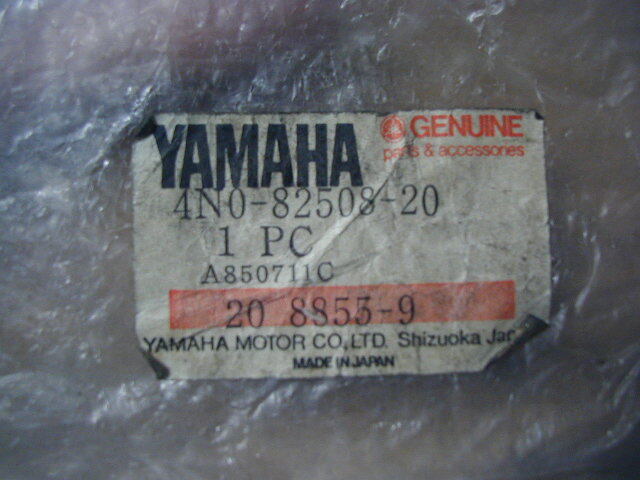 YAMAHA GENUINE
parts & accessories
4N0-82508-20
1 PC
A850711C
20 8855-9
YAMAHA MOTOR CO.,LTD. Shizuoka
MADE IN JAPAN